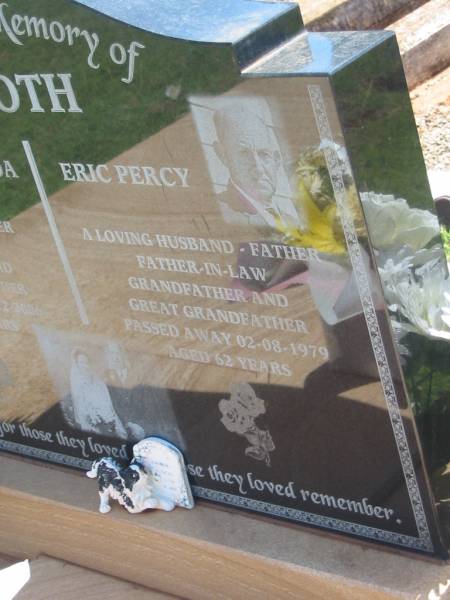 Memory of
OTH
DA
ERIC PERCY
A LOVING HUSBAND - FATHER
FATHER-IN-LAW
GRANDFATHER AND
GREAT GRANDFATHER
PASSED AWAY 02-08-1979
AGED 62 YEARS
for those they loved
se they loved remember.